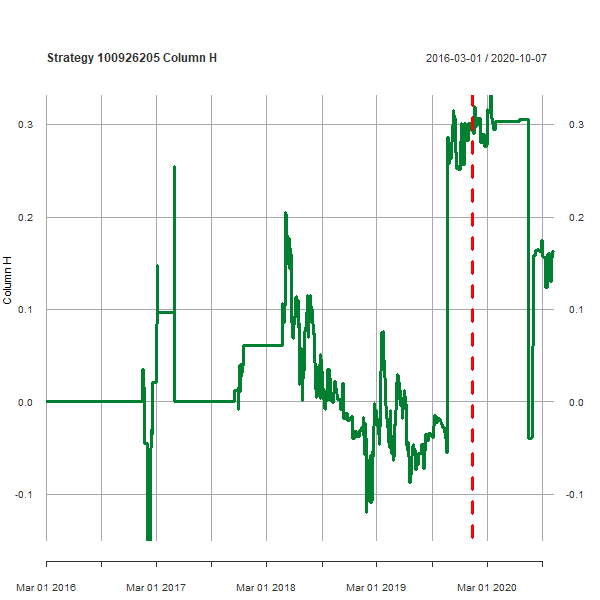 Strategy 100926205 Column H
2016-03-01 / 2020-10-07
0.3
0.3
0.2
0.2
Column H
0.1
0.1
0.0
0.0
-0.1
-0.1
Mar 01 2016
Mar 01 2017
Mar 01 2018
Mar 01 2019
Mar 01 2020